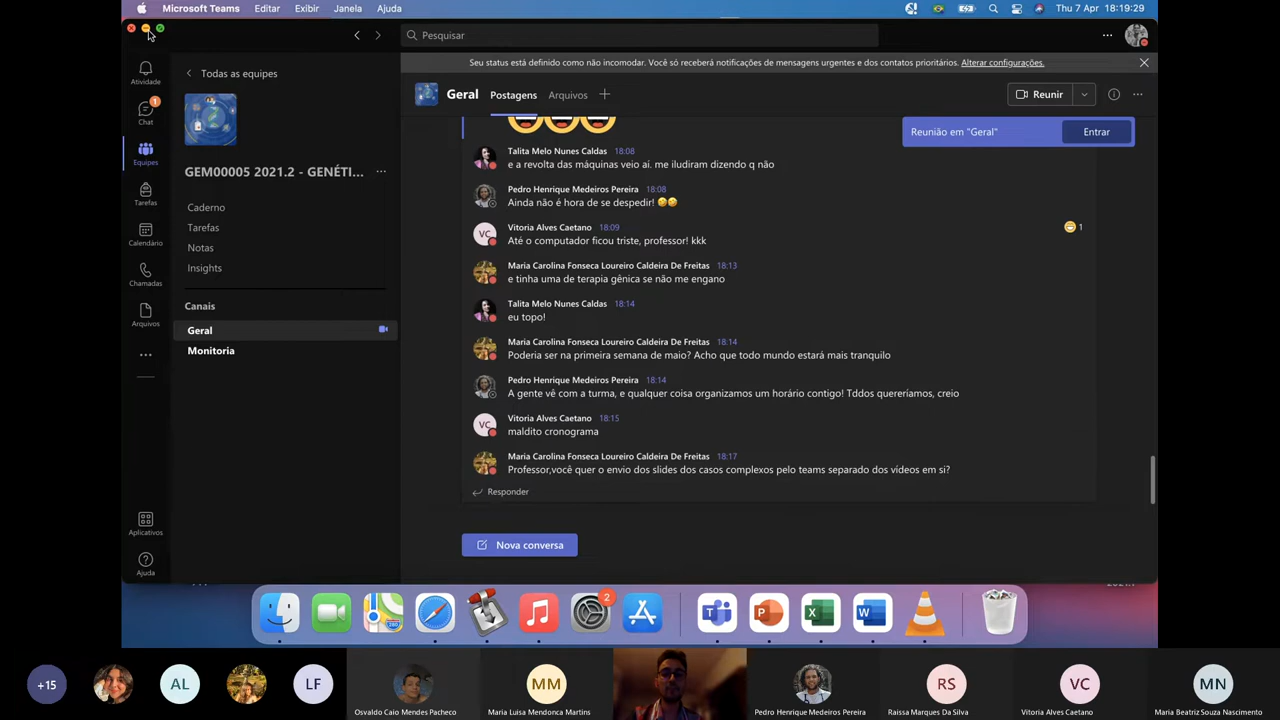 Microsoft Teams Editar Exibir Janela Ajuda
Thu 7 Apr 18:19:29
Pesquisar
Seu status está definido como não incomodar. Você só receberá notificações de mensagens urgentes e dos contatos prioritários. Alterar configurações.
Atividade
Chat
1
Equipes
Tarefas
Calendário
Chamadas
Arquivos
Aplicativos
Ajuda
Todas as equipes
GEM00005 2021.2 - GENÉTI...
Caderno
Tarefas
Notas
Insights
Canais
Geral
Monitoria
Geral Postagens Arquivos
Reunir
Reunião em "Geral" Entrar
Talita Melo Nunes Caldas 18:08
e a revolta das máquinas veio aí. me iludiram dizendo q não
Pedro Henrique Medeiros Pereira 18:08
Ainda não é hora de se despedir! 🤣🤣
VC
Vitoria Alves Caetano 18:09
Até o computador ficou triste, professor! kkk
1
Maria Carolina Fonseca Loureiro Caldeira De Freitas 18:13
e tinha uma de terapia gênica se não me engano
Talita Melo Nunes Caldas 18:14
eu topo!
Maria Carolina Fonseca Loureiro Caldeira De Freitas 18:14
Poderia ser na primeira semana de maio? Acho que todo mundo estará mais tranquilo
Pedro Henrique Medeiros Pereira 18:14
A gente vê com a turma, e qualquer coisa organizamos um horário contigo! Tddos quereríamos, creio
VC
Vitoria Alves Caetano 18:15
maldito cronograma
Maria Carolina Fonseca Loureiro Caldeira De Freitas 18:17
Professor,você quer o envio dos slides dos casos complexos pelo teams separado dos vídeos em si?
Responder
Nova conversa
2
+15
AL
LF
Osvaldo Caio Mendes Pacheco
MM
Maria Luisa Mendonca Martins
Pedro Henrique Medeiros Pereira
RS
Raissa Marques Da Silva
VC
Vitoria Alves Caetano
MN
Maria Beatriz Souza Nascimento